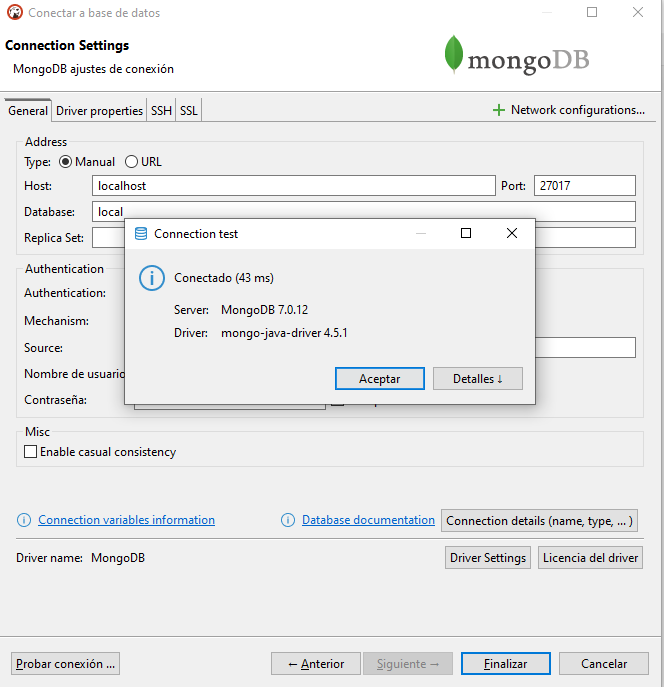 Conectar a base de datos
Connection Settings
MongoDB ajustes de conexión
mongoDB
General Driver properties SSH SSL
Network configurations...
Address
Type: Manual URL
Host: localhost Port: 27017
Database: local
Replica Set:
Connection test
Conectado (43 ms)
Server: MongoDB 7.0.12
Driver: mongo-java-driver 4.5.1
Aceptar Detalles ↓
Authentication
Authentication:
Mechanism:
Source:
Nombre de usuario
Contraseña:
Misc
Enable casual consistency
Connection variables information Database documentation Connection details (name, type, ... )
Driver name: MongoDB Driver Settings Licencia del driver
Probar conexión ... ← Anterior Siguiente → Finalizar Cancelar